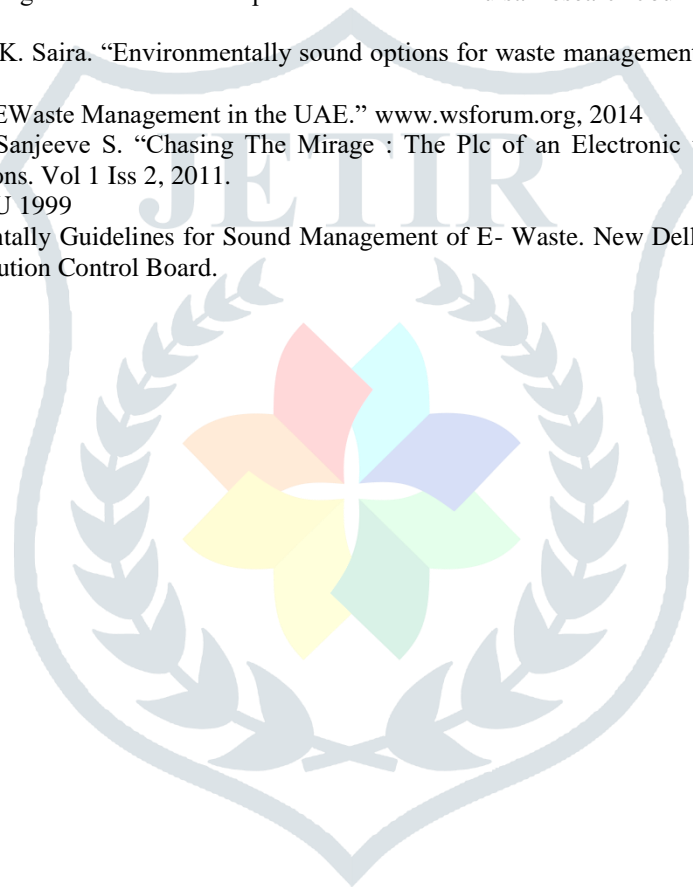 K. Saira. “Environmentally sound options for waste management
EWaste Management in the UAE.” www.wsforum.org, 2014
Sanjeeve S. “Chasing The Mirage : The Plc of an Electronic
ons. Vol 1 Iss 2, 2011.
U 1999
ntally Guidelines for Sound Management of E- Waste. New Dell
ution Control Board.
JETIR